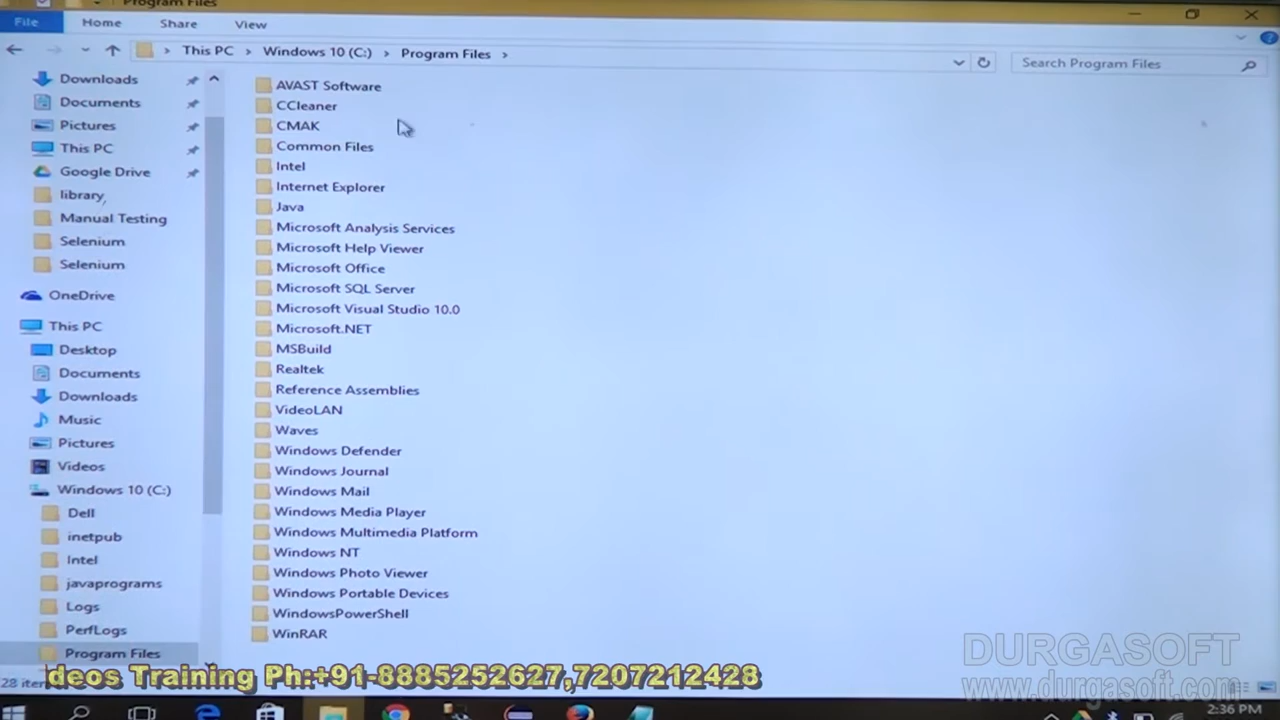 Program Files
File Home Share View
This PC > Windows 10 (C:) > Program Files >
Search Program Files
Downloads
Documents
Pictures
This PC
Google Drive
library
Manual Testing
Selenium
Selenium
OneDrive
This PC
Desktop
Documents
Downloads
Music
Pictures
Videos
Windows 10 (C:)
Dell
inetpub
Intel
javaprograms
Logs
PerfLogs
Program Files
AVAST Software
CCleaner
CMAK
Common Files
Intel
Internet Explorer
Java
Microsoft Analysis Services
Microsoft Help Viewer
Microsoft Office
Microsoft SQL Server
Microsoft Visual Studio 10.0
Microsoft.NET
MSBuild
Realtek
Reference Assemblies
VideoLAN
Waves
Windows Defender
Windows Journal
Windows Mail
Windows Media Player
Windows Multimedia Platform
Windows NT
Windows Photo Viewer
Windows Portable Devices
WindowsPowerShell
WinRAR
28 iter
deos Training Ph:+91-8885252627,7207212428
DURGASOFT
www.durgasoft.com
2:36 PM